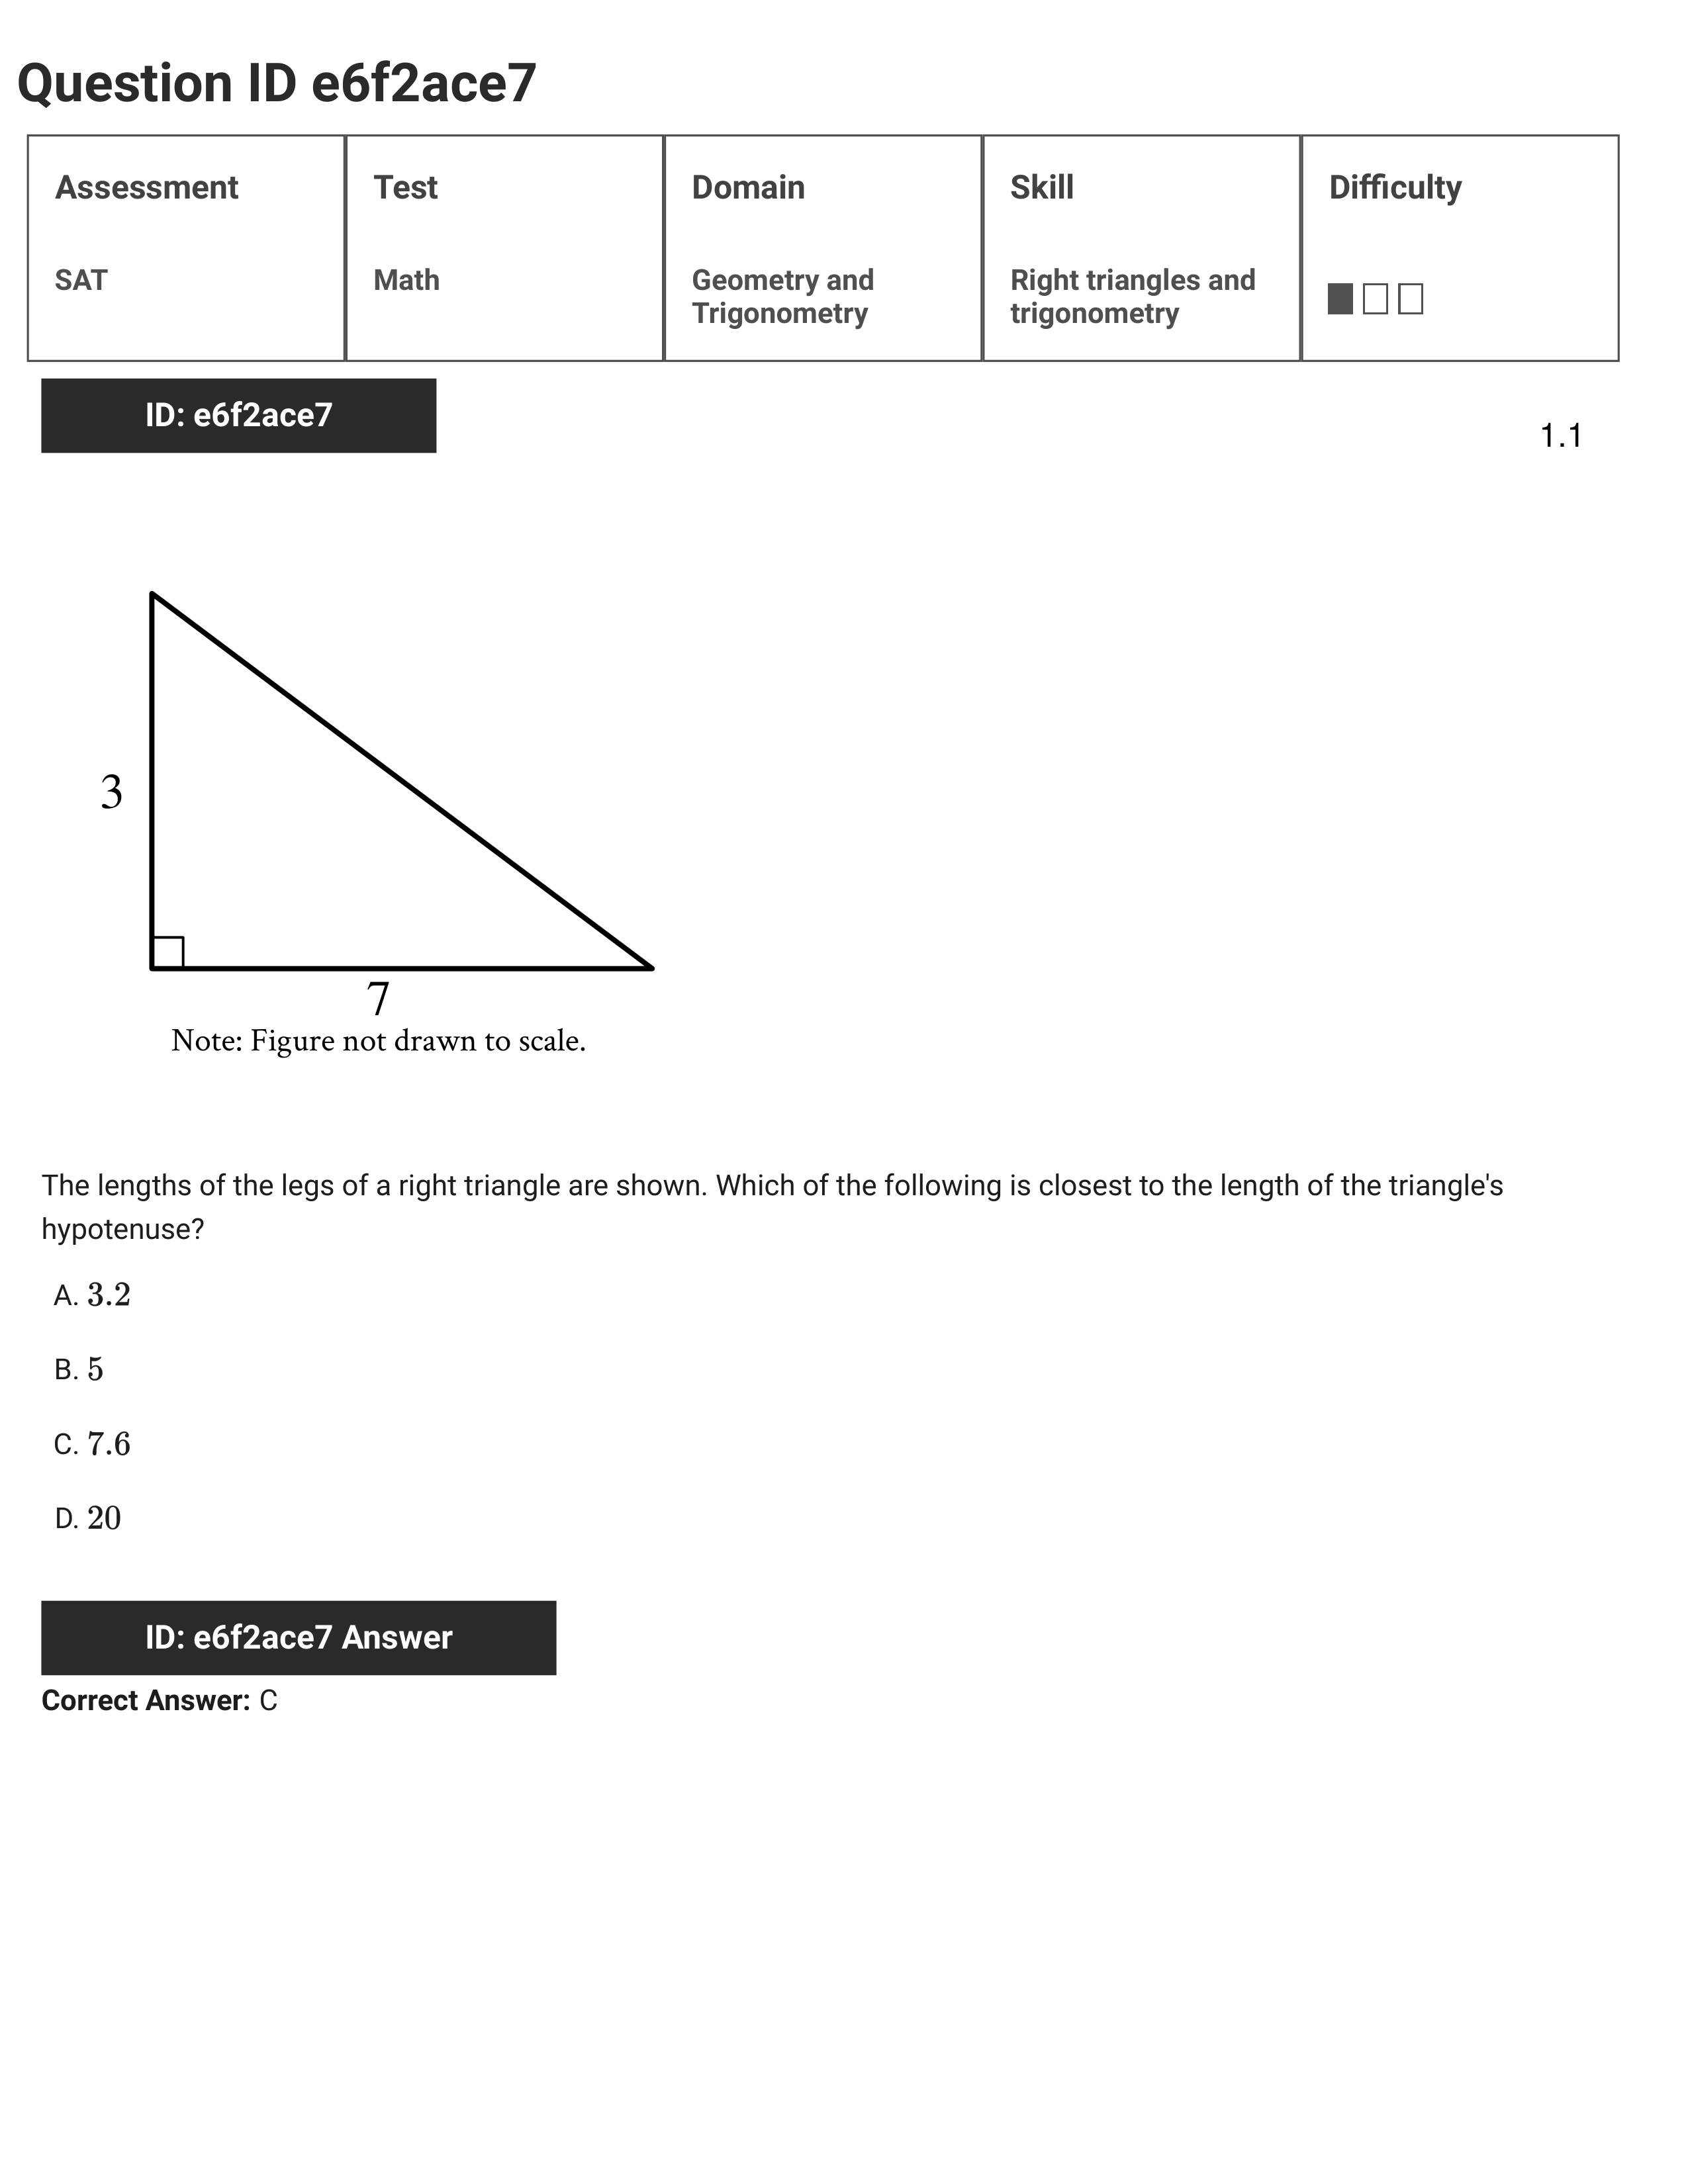 Question ID e6f2ace7
Assessment
Test
Domain
Skill
Difficulty
SAT
Math
Geometry and
Trigonometry
Right triangles and
trigonometry
ID: e6f2ace7
1.1
3
7
Note: Figure not drawn to scale.
The lengths of the legs of a right triangle are shown. Which of the following is closest to the length of the triangle's
hypotenuse?
A. 3.2
B. 5
C. 7.6
D. 20
ID: e6f2ace7 Answer
Correct Answer: C